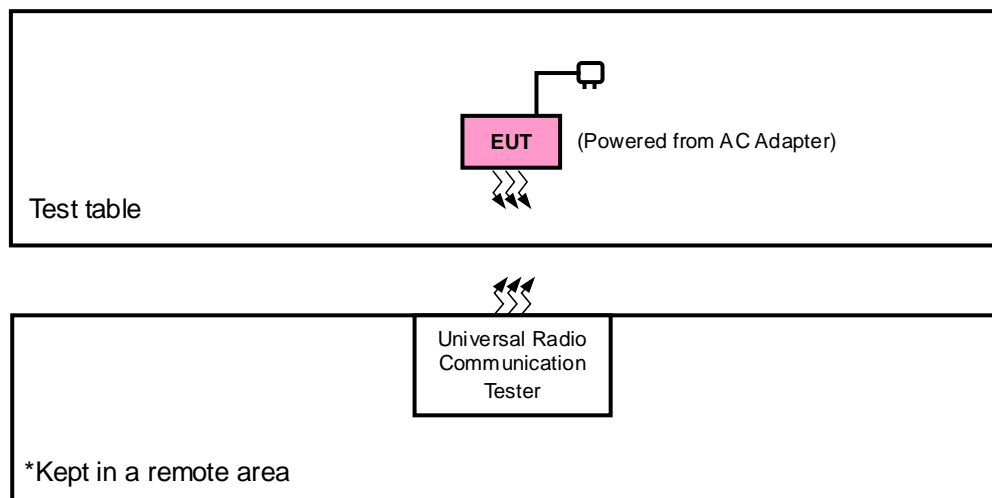 EUT
(Powered from AC Adapter)
Test table
Universal Radio
Communication
Tester
*Kept in a remote area